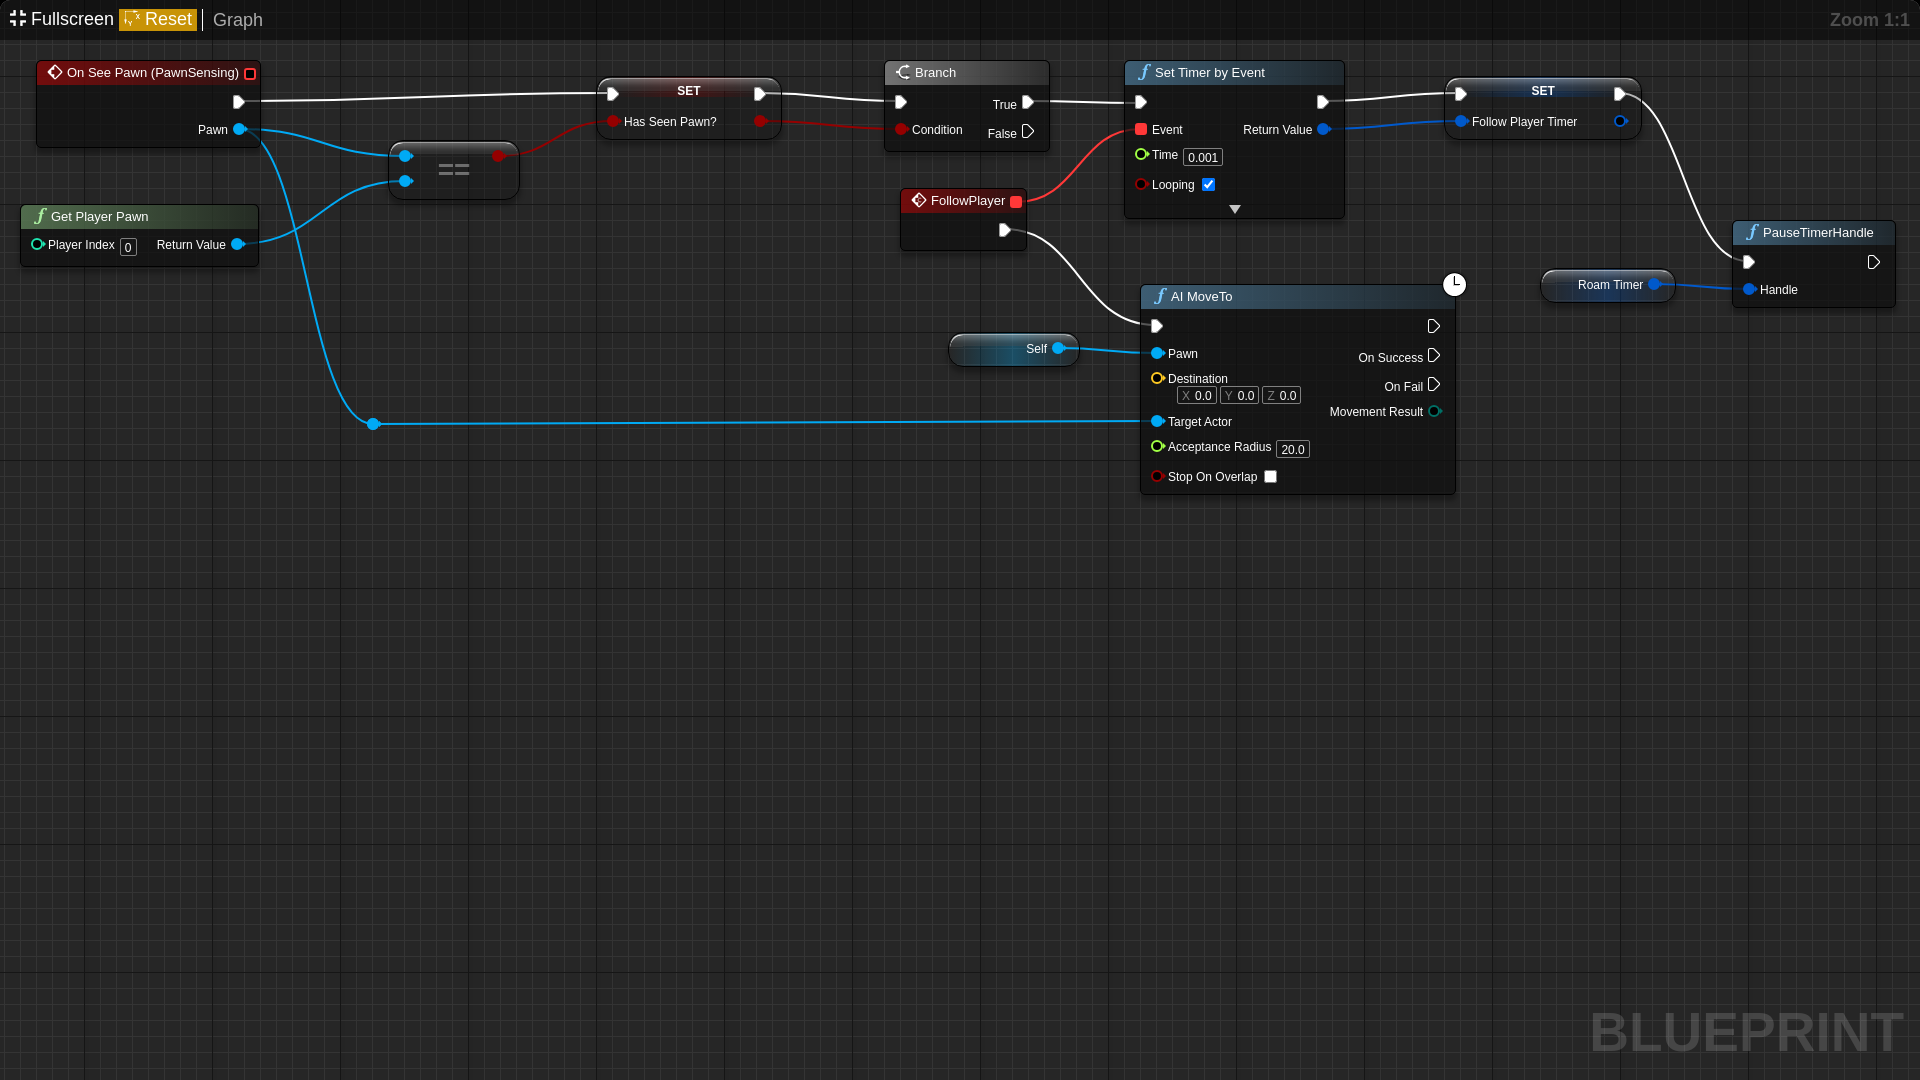 Fullscreen Reset Graph Zoom 1:1
On See Pawn (PawnSensing)
Pawn
Get Player Pawn
Player Index 0 Return Value
==
SET
Has Seen Pawn?
Branch
True
Condition
False
FollowPlayer
Set Timer by Event
Event Return Value
Time 0.001
Looping
SET
Follow Player Timer
Roam Timer
PauseTimerHandle
Handle
Self
AI MoveTo
Pawn
On Success
Destination
X 0.0 Y 0.0 Z 0.0
On Fail
Movement Result
Target Actor
Acceptance Radius 20.0
Stop On Overlap
BLUEPRINT